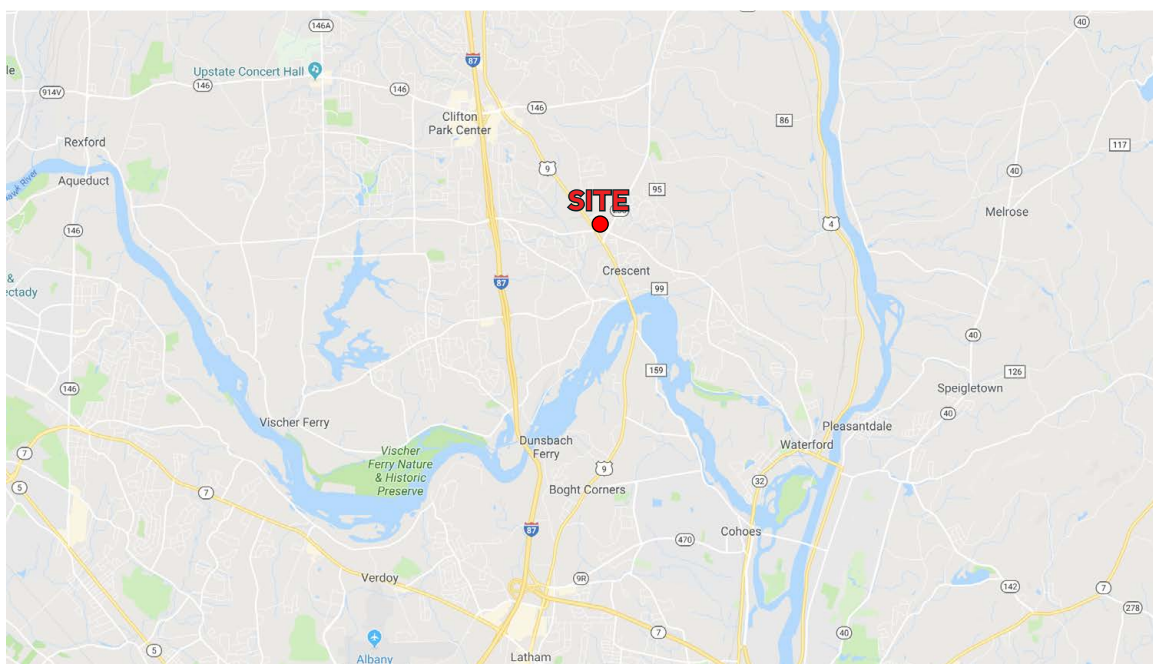 146A
40
87
Upstate Concert Hall
914V
146
146
146
Clifton
Park Center
86
117
Rexford
9
40
Aqueduct
95
SITE
Melrose
146
4
Crescent
&
ectady
87
99
40
159
126
146
Speigletown
40
Vischer Ferry
Pleasantdale
Dunsbach
Ferry
Waterford
Vischer
Ferry Nature
& Historic
Preserve
7
9
32
5
7
Boght Corners
87
470
Cohoes
Verdoy
9R
142
7
278
7
40
5
Albany
Latham